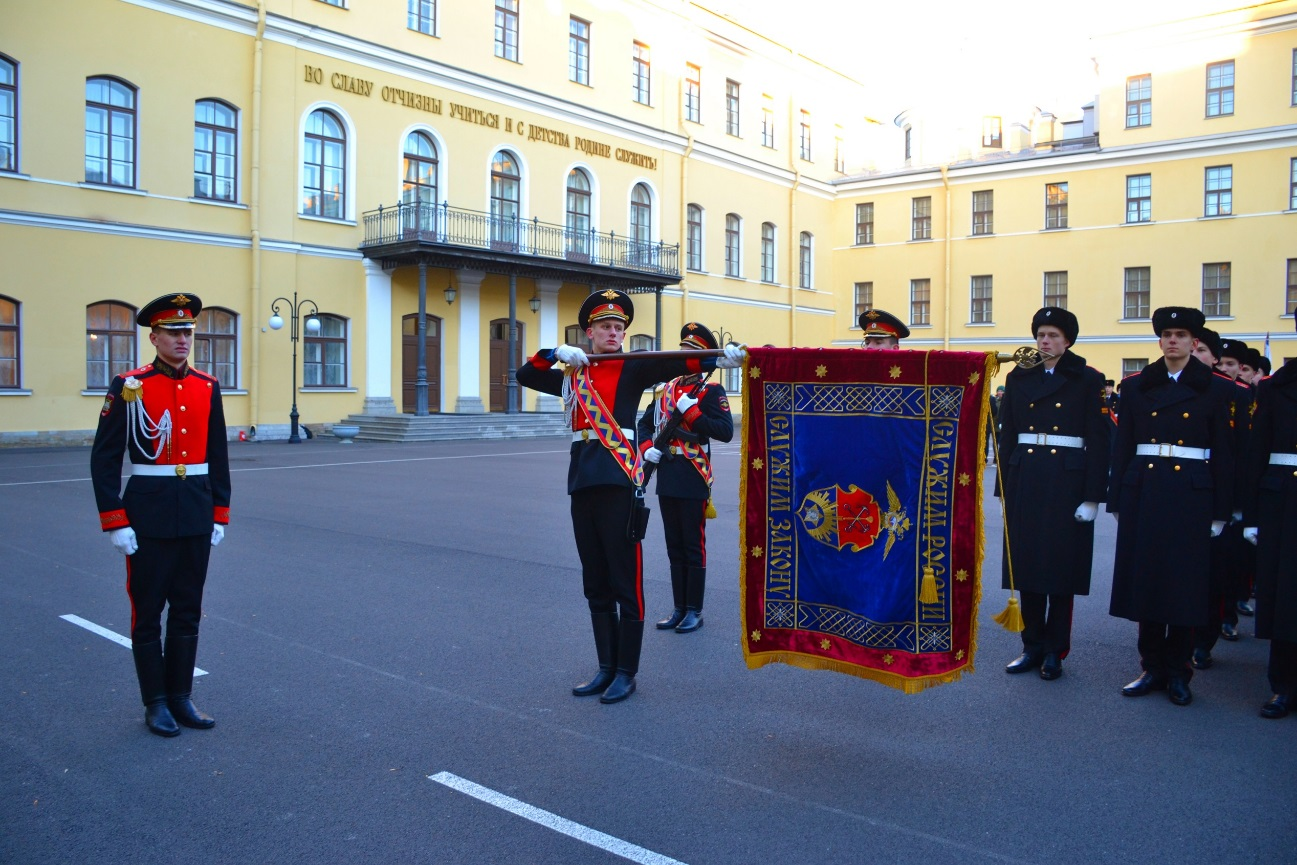 ВО СЛАВУ ОТЧИЗНЫ УЧИТЬСЯ И С ДЕТСТВА РОДИНЕ СЛУЖИТЬ!
СЛУЖИМ ЗАКОНУ
СЛУЖИМ РОССИИ